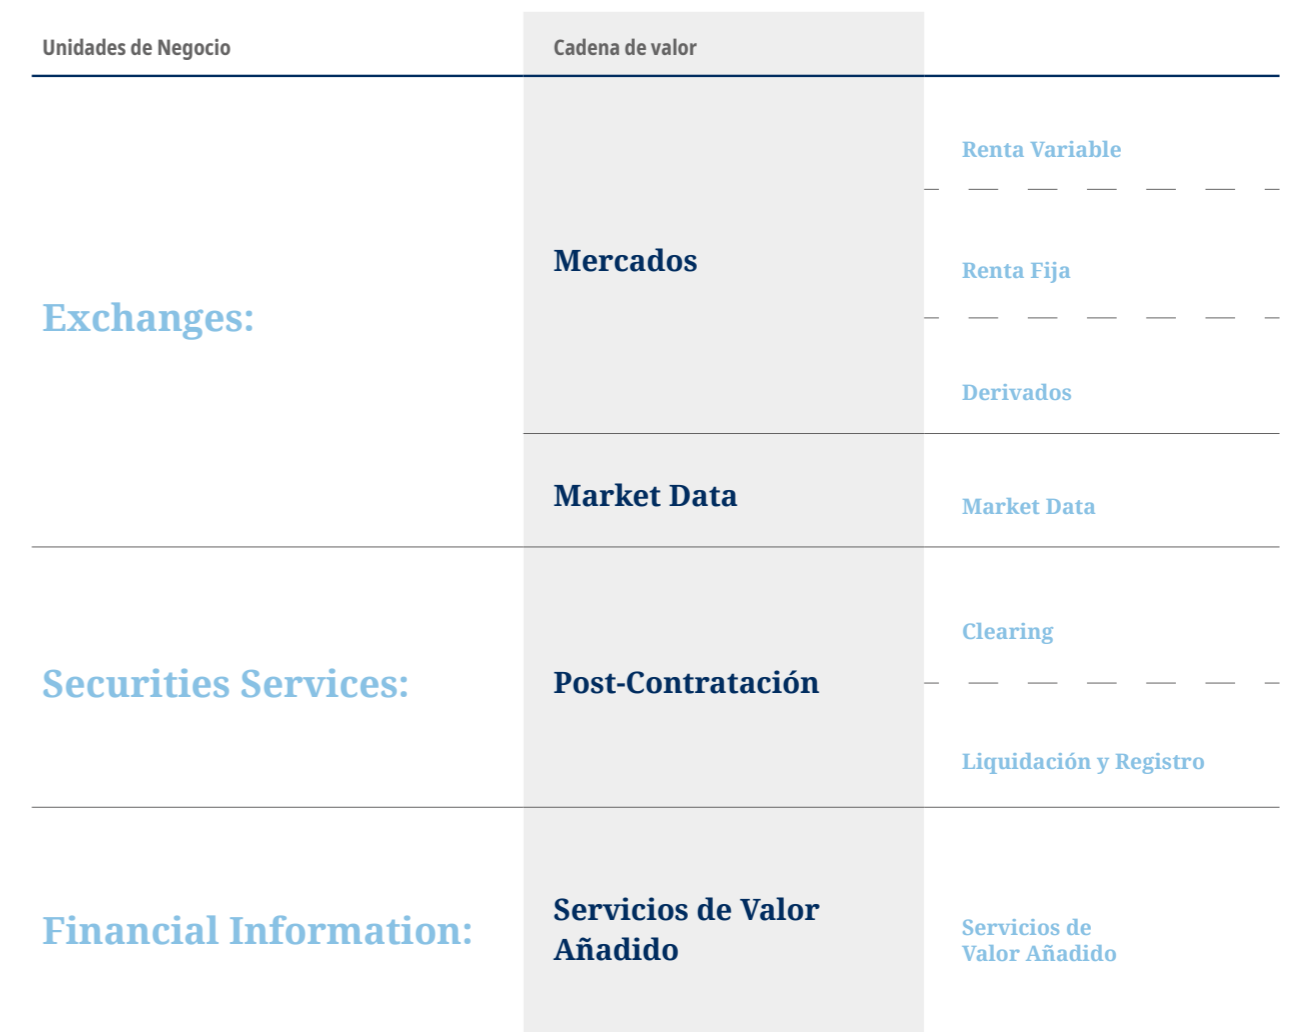 Unidades de Negocio
Cadena de valor
Exchanges:
Mercados
Renta Variable
Renta Fija
Derivados
Market Data
Market Data
Securities Services:
Post-Contratación
Clearing
Liquidación y Registro
Financial Information:
Servicios de Valor
Añadido
Servicios de
Valor Añadido